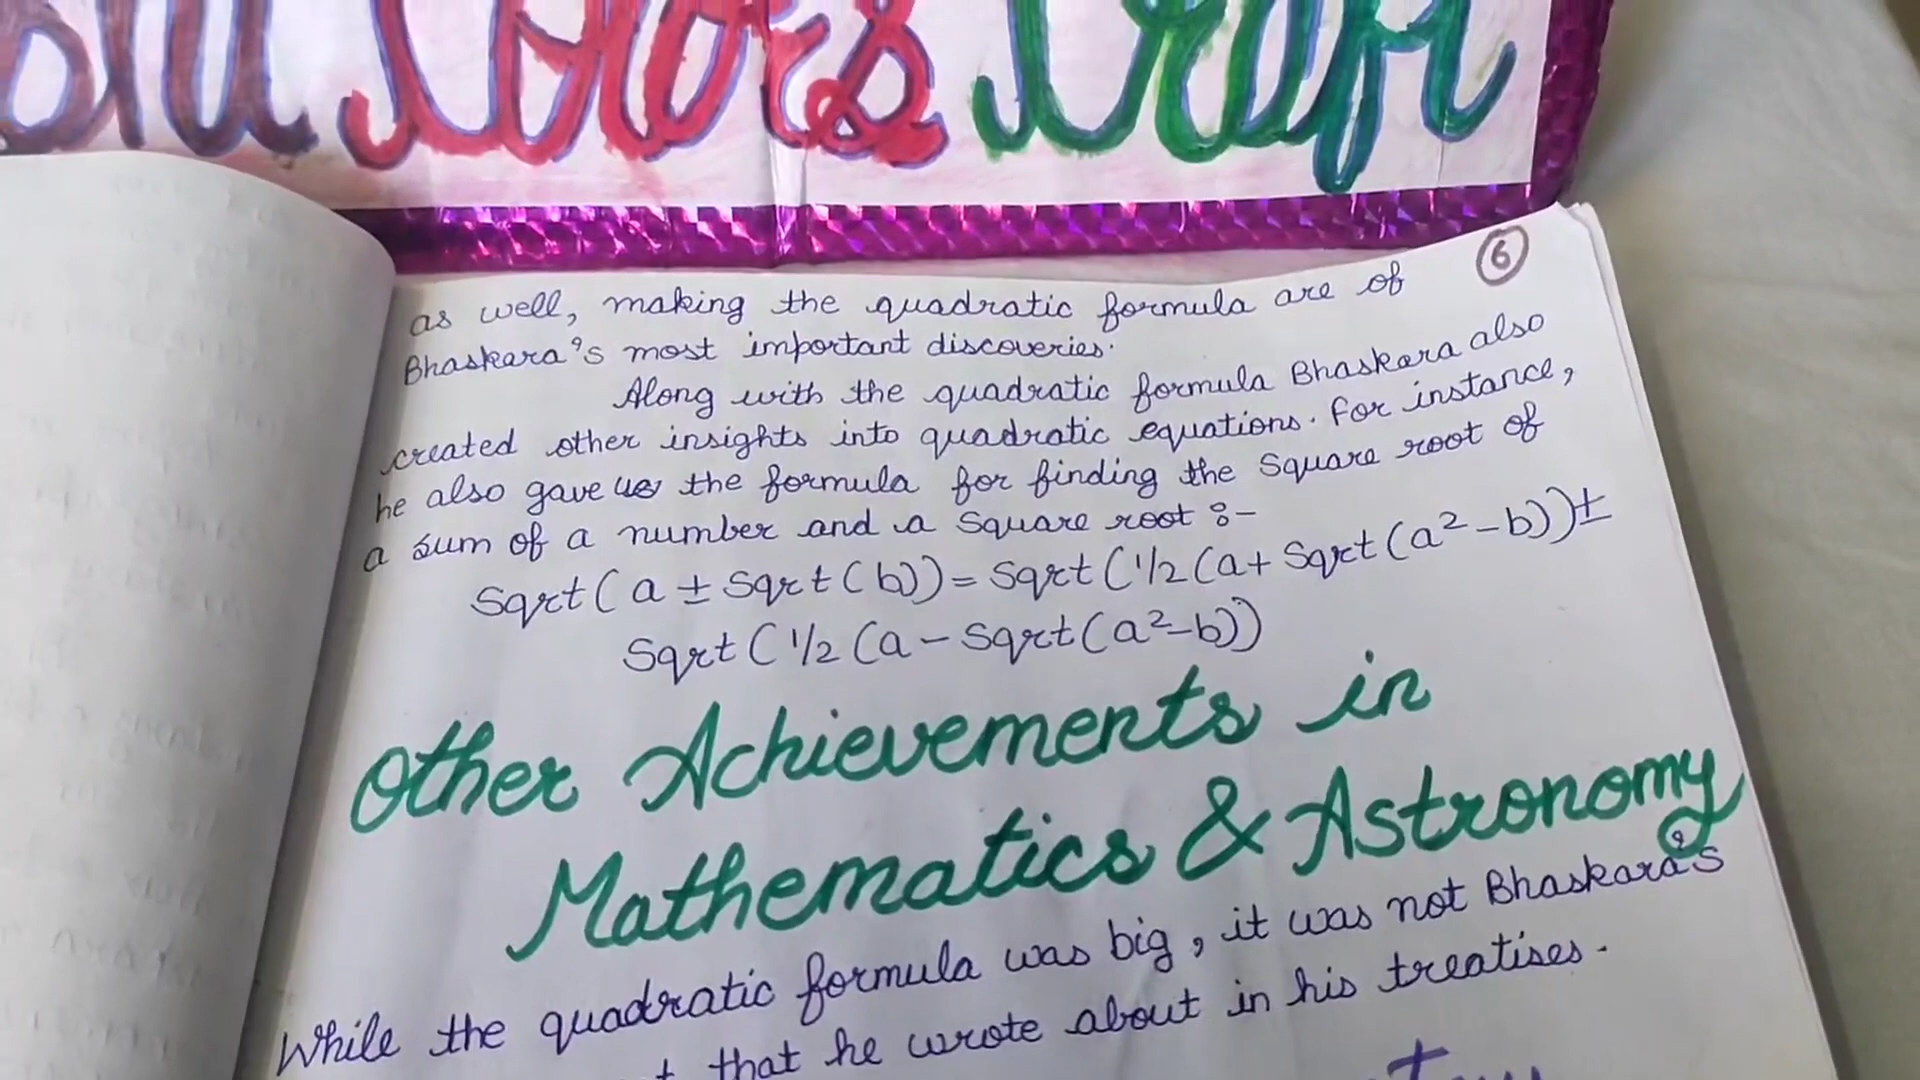 Colors Craft
6
as well, making the quadratic formula are of
Bhaskara's most important discoveries.
Along with the quadratic formula Bhaskara also
created other insights into quadratic equations. For instance,
he also gave us the formula for finding the Square root of
a sum of a number and a Square root :-
Sqrt(a ± Sqrt(b)) = Sqrt(1/2(a + Sqrt(a²-b)) ±
Sqrt(1/2(a - Sqrt(a²-b))
Other Achievements in
Mathematics & Astronomy
While the quadratic formula was big, it was not Bhaskara's
that he wrote about in his treatises.